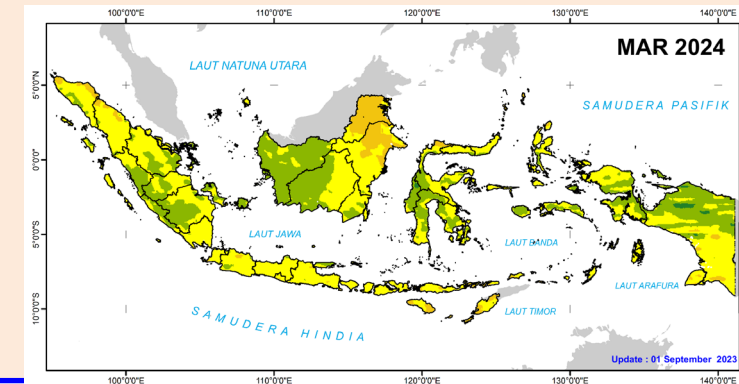 100°0'0"E 110°0'0"E 120°0'0"E 130°0'0"E 140°0'0"E
MAR 2024
LAUT NATUNA UTARA
5°0'0"N
SAMUDERA PASIFIK
0°0'0"
5°0'0"S
LAUT JAWA
LAUT BANDA
LAUT ARAFURA
10°0'0"S
SAMUDERA HINDIA
LAUT TIMOR
Update : 01 September 2023
100°0'0"E 110°0'0"E 120°0'0"E 130°0'0"E 140°0'0"E